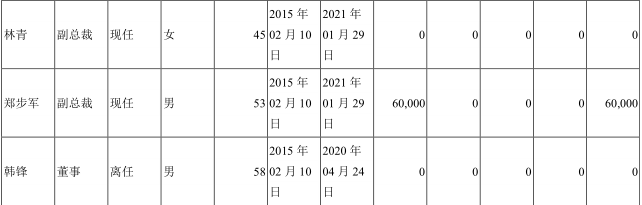 林青 副总裁 现任 女 45 2015 年 02 月 10 日 2021 年 01 月 29 日 0 0 0 0 0
郑步军 副总裁 现任 男 53 2015 年 02 月 10 日 2021 年 01 月 29 日 60,000 0 0 0 60,000
韩锋 董事 离任 男 58 2015 年 02 月 10 日 2020 年 04 月 24 日 0 0 0 0 0